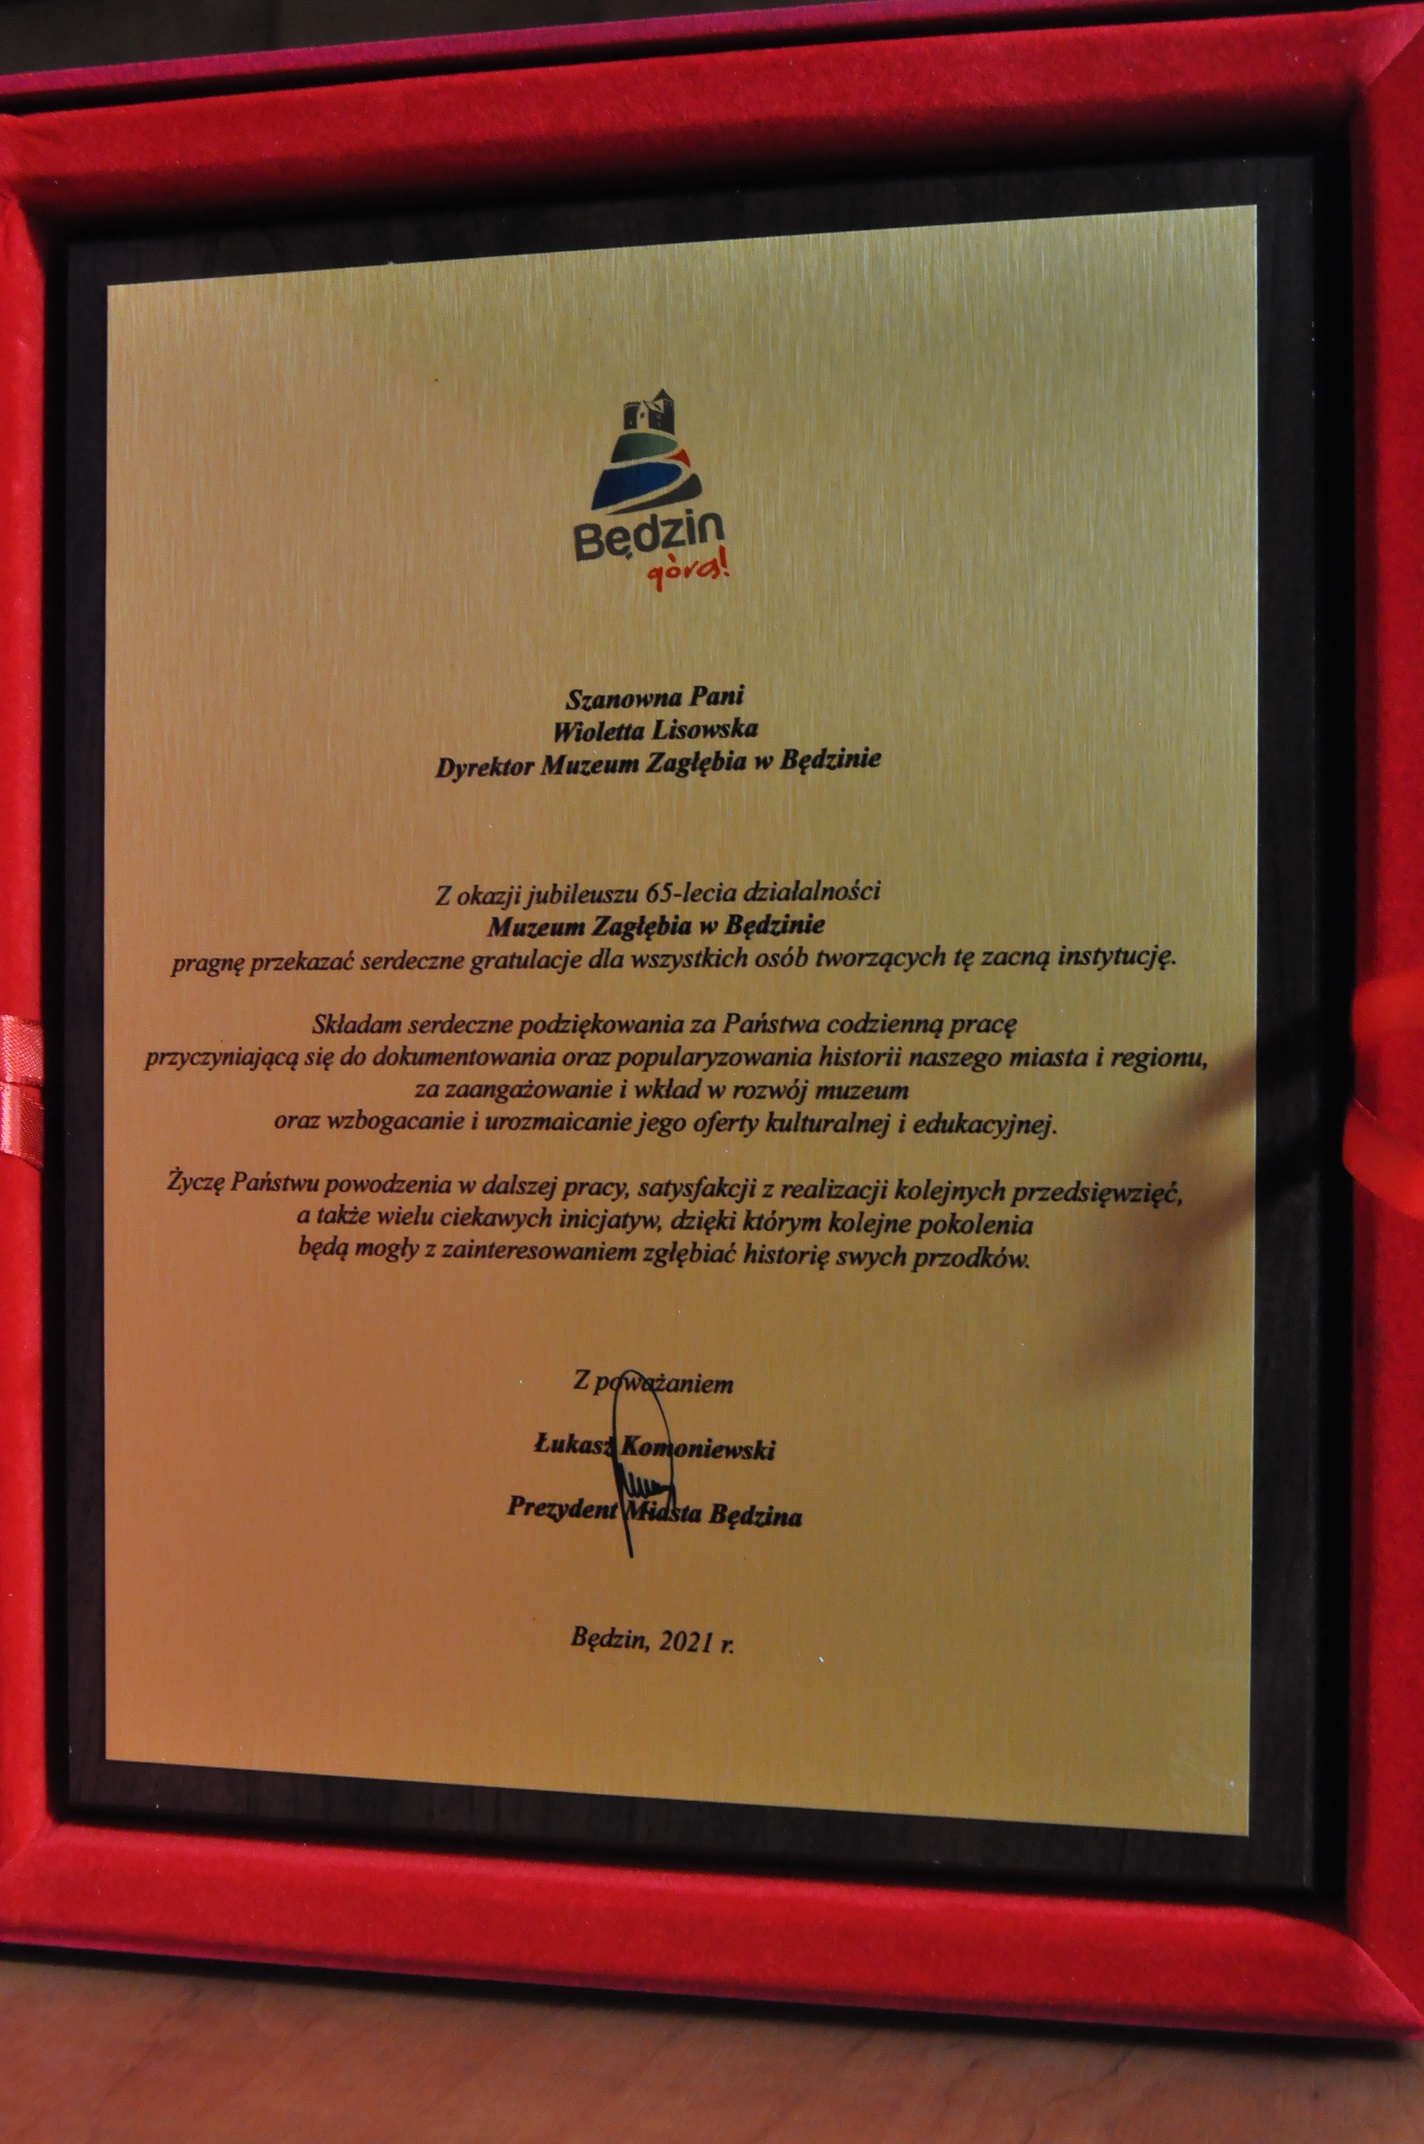 Będzin
górą!
Szanowna Pani
Wioletta Lisowska
Dyrektor Muzeum Zagłębia w Będzinie
Z okazji jubileuszu 65-lecia działalności
Muzeum Zagłębia w Będzinie
pragnę przekazać serdeczne gratulacje dla wszystkich osób tworzących tę zacną instytucję.
Składam serdeczne podziękowania za Państwa codzienną pracę
przyczyniającą się do dokumentowania oraz popularyzowania historii naszego miasta i regionu,
za zaangażowanie i wkład w rozwój muzeum
oraz wzbogacanie i urozmaicanie jego oferty kulturalnej i edukacyjnej.
Życzę Państwu powodzenia w dalszej pracy, satysfakcji z realizacji kolejnych przedsięwzięć,
a także wielu ciekawych inicjatyw, dzięki którym kolejne pokolenia
będą mogły z zainteresowaniem zgłębiać historię swych przodków.
Z poważaniem
Łukasz Komoniewski
Prezydent Miasta Będzina
Będzin, 2021 r.